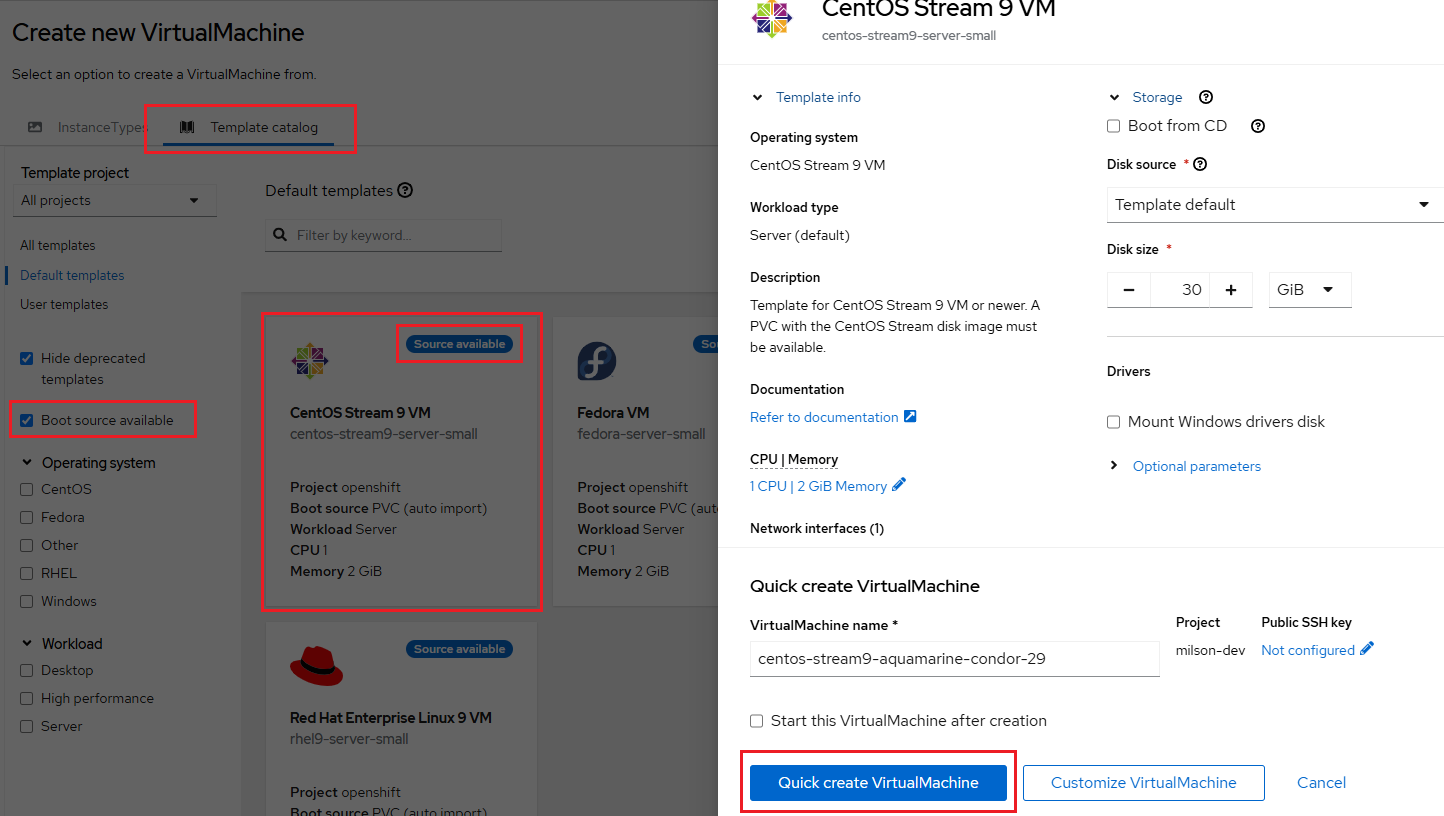 Create new VirtualMachine
Select an option to create a VirtualMachine from.
InstanceTypes
Template catalog
Template project
All projects
All templates
Default templates
User templates
Hide deprecated
templates
Boot source available
Operating system
CentOS
Fedora
Other
RHEL
Windows
Workload
Desktop
High performance
Server
Default templates
Filter by keyword...
Source available
CentOS Stream 9 VM
centos-stream9-server-small
Project openshift
Boot source PVC (auto import)
Workload Server
CPU 1
Memory 2 GiB
Fedora VM
fedora-server-small
Project openshift
Boot source PVC (aut
Workload Server
CPU 1
Memory 2 GiB
Source available
Red Hat Enterprise Linux 9 VM
rhel9-server-small
Project openshift
Boot source PVC (auto import)
CentOS Stream 9 VM
centos-stream9-server-small
Template info
Operating system
CentOS Stream 9 VM
Workload type
Server (default)
Description
Template for CentOS Stream 9 VM or newer. A
PVC with the CentOS Stream disk image must
be available.
Documentation
Refer to documentation
CPU | Memory
1 CPU | 2 GiB Memory
Network interfaces (1)
Storage
Boot from CD
Disk source *
Template default
Disk size *
30 GiB
Drivers
Mount Windows drivers disk
Optional parameters
Quick create VirtualMachine
VirtualMachine name *
centos-stream9-aquamarine-condor-29
Project
milson-dev
Public SSH key
Not configured
Start this VirtualMachine after creation
Quick create VirtualMachine
Customize VirtualMachine
Cancel